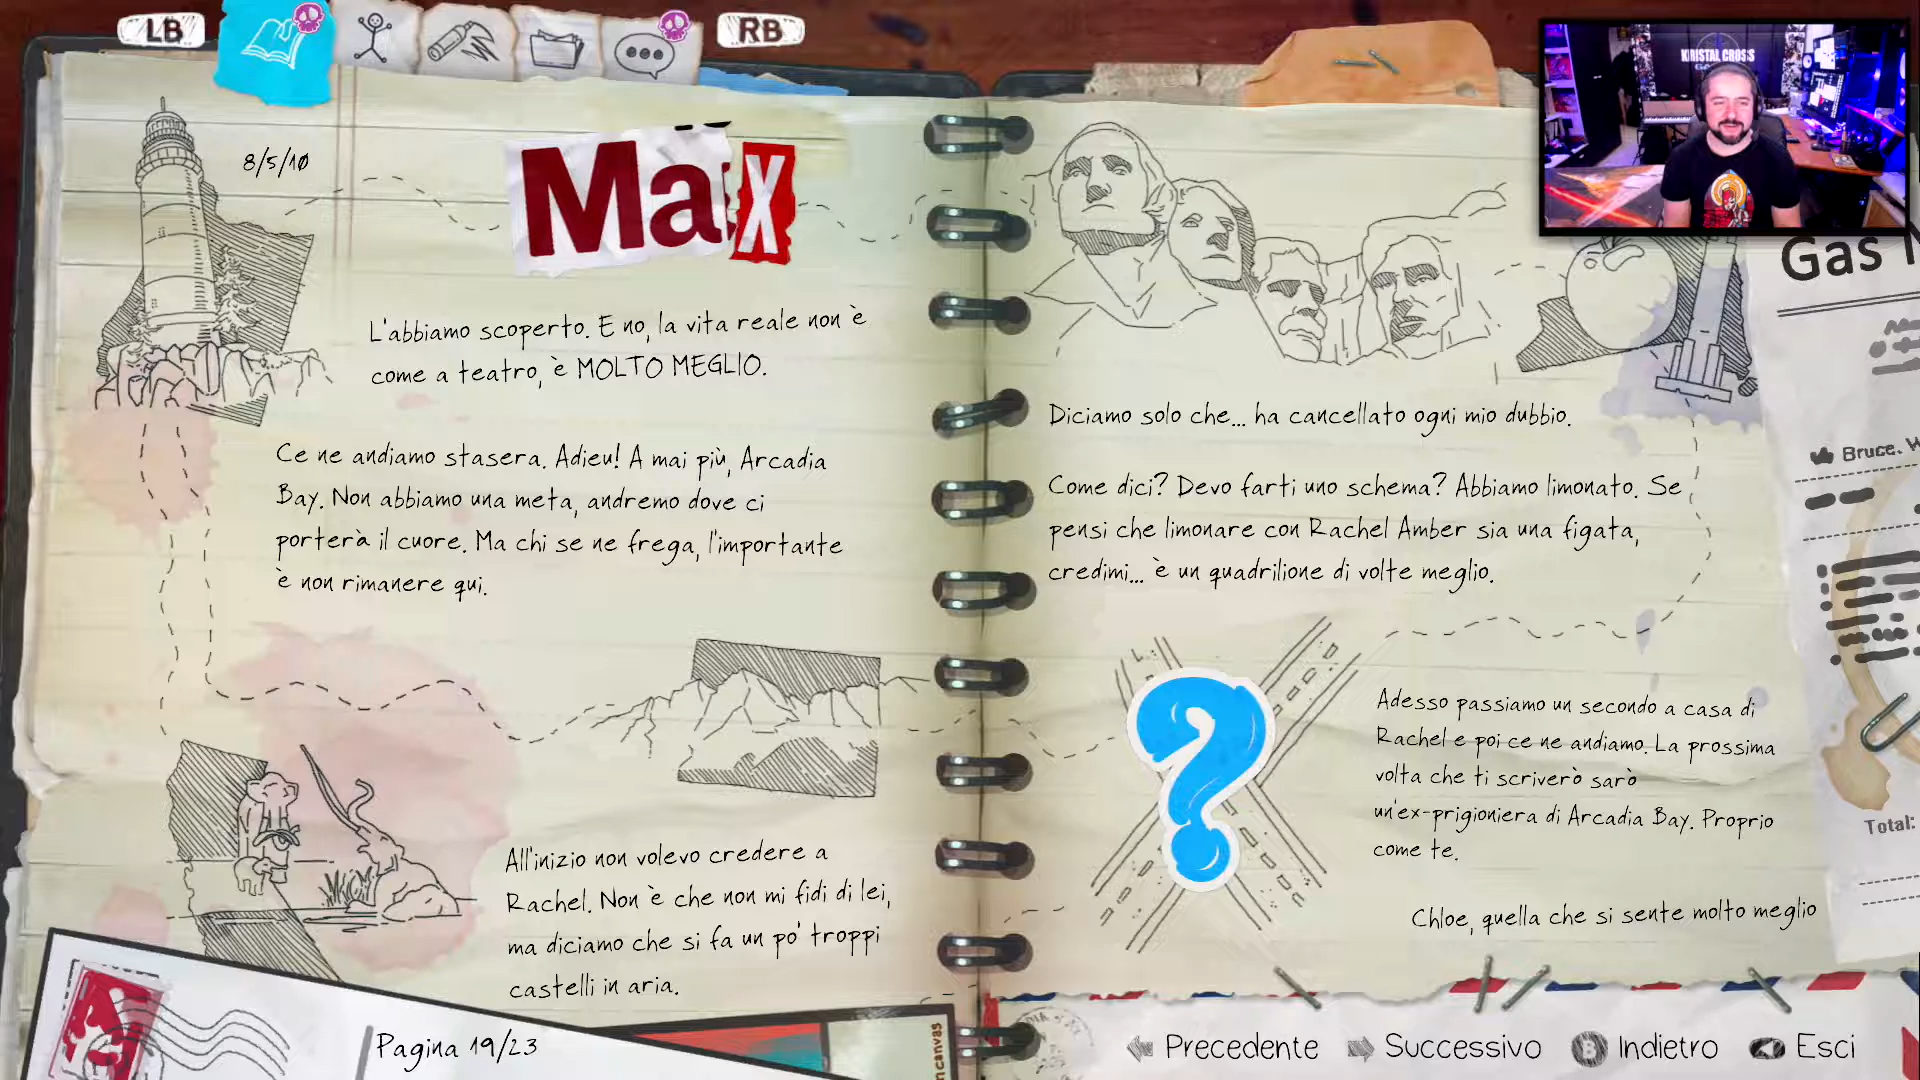 LB
RB
KRISTAL CROSS
8/5/10
Max
L'abbiamo scoperto. E no, la vita reale non è
come a teatro, è MOLTO MEGLIO.
Ce ne andiamo stasera. Adieu! A mai più, Arcadia
Bay. Non abbiamo una meta, andremo dove ci
porterà il cuore. Ma chi se ne frega, l'importante
è non rimanere qui.
All'inizio non volevo credere a
Rachel. Non è che non mi fidi di lei,
ma diciamo che si fa un po' troppi
castelli in aria.
Pagina 19/23
Diciamo solo che... ha cancellato ogni mio dubbio.
Come dici? Devo farti uno schema? Abbiamo limonato. Se
pensi che limonare con Rachel Amber sia una figata,
credimi... è un quadrilione di volte meglio.
?
Adesso passiamo un secondo a casa di
Rachel e poi ce ne andiamo. La prossima
volta che ti scriverò sarò
un'ex-prigioniera di Arcadia Bay. Proprio
come te.
Chloe, quella che si sente molto meglio
Gas
Bruce. W
Total:
Precedente
Successivo
B Indietro
Esci